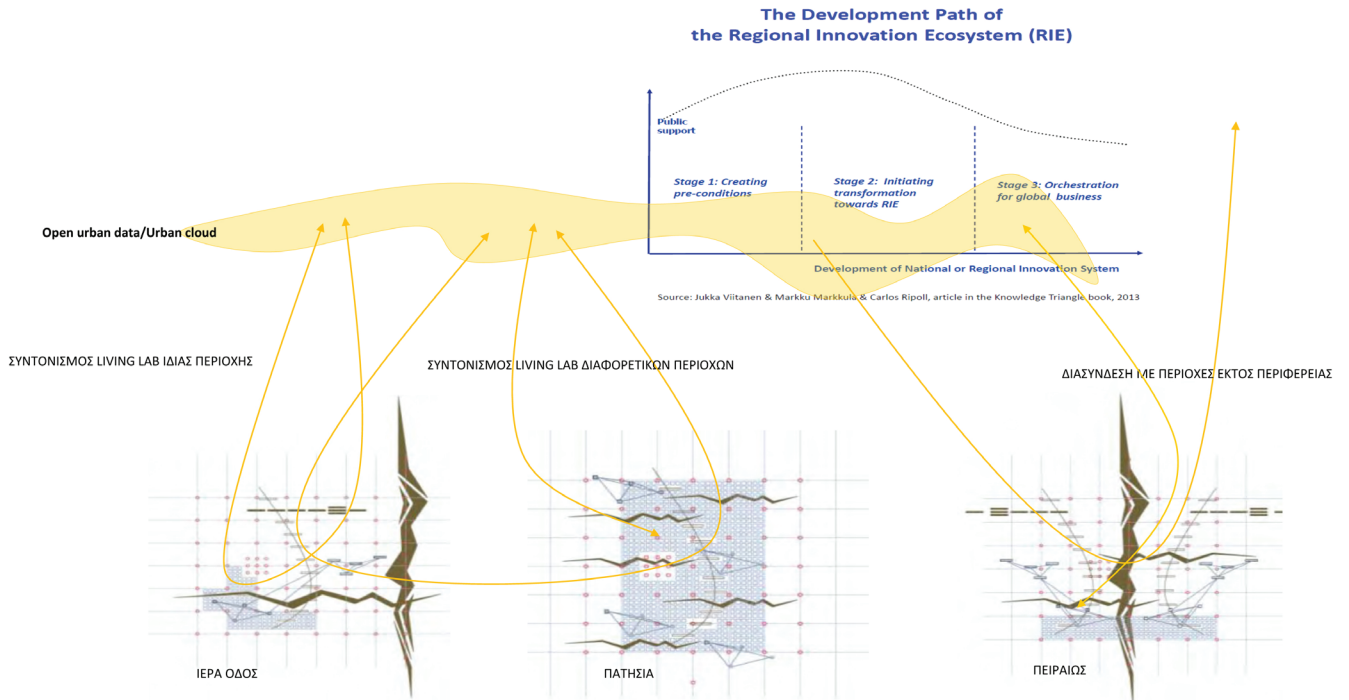 The Development Path of
the Regional Innovation Ecosystem (RIE)
Public
support
Stage 1: Creating
pre-conditions
Stage 2: Initiating
transformation
towards RIE
Stage 3: Orchestration
for global business
Open urban data/Urban cloud
Development of National or Regional Innovation System
Source: Jukka Viitanen & Markku Markkula & Carlos Ripoll, article in the Knowledge Triangle book, 2013
ΣΥΝΤΟΝΙΣΜΟΣ LIVING LAB ΙΔΙΑΣ ΠΕΡΙΟΧΗΣ
ΣΥΝΤΟΝΙΣΜΟΣ LIVING LAB ΔΙΑΦΟΡΕΤΙΚΩΝ ΠΕΡΙΟΧΩΝ
ΔΙΑΣΥΝΔΕΣΗ ΜΕ ΠΕΡΙΟΧΕΣ ΕΚΤΟΣ ΠΕΡΙΦΕΡΕΙΑΣ
ΙΕΡΑ ΟΔΟΣ
ΠΑΤΗΣΙΑ
ΠΕΙΡΑΙΩΣ